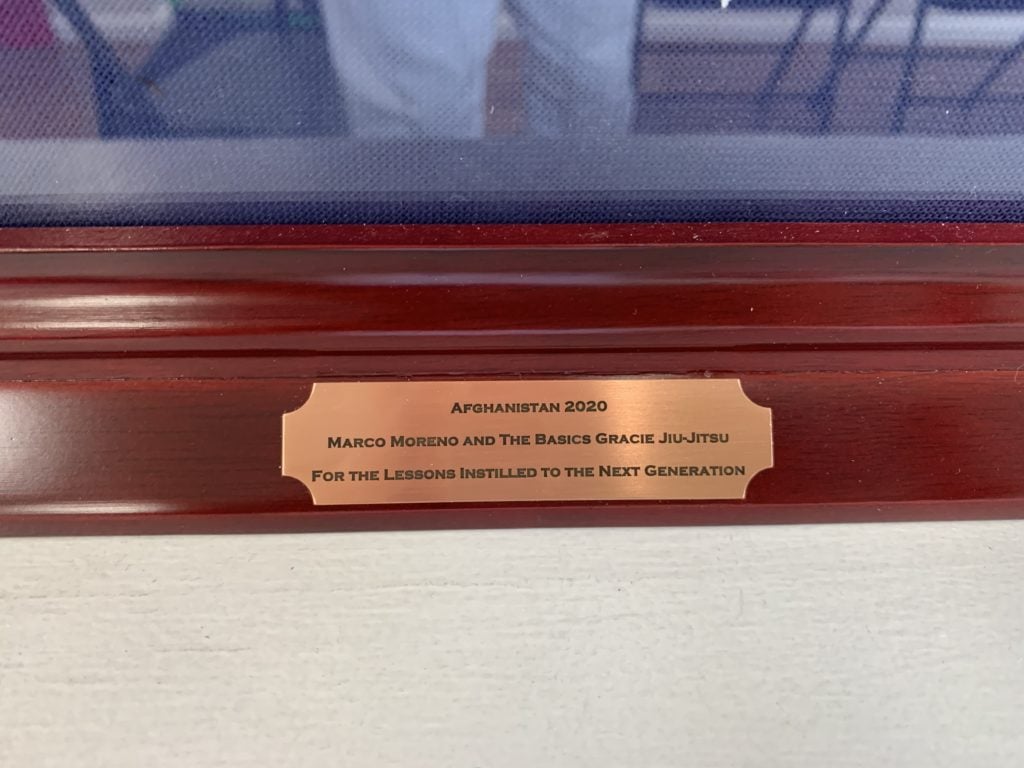 Afghanistan 2020
Marco Moreno and The Basics Gracie Jiu-Jitsu
For the Lessons Instilled to the Next Generation